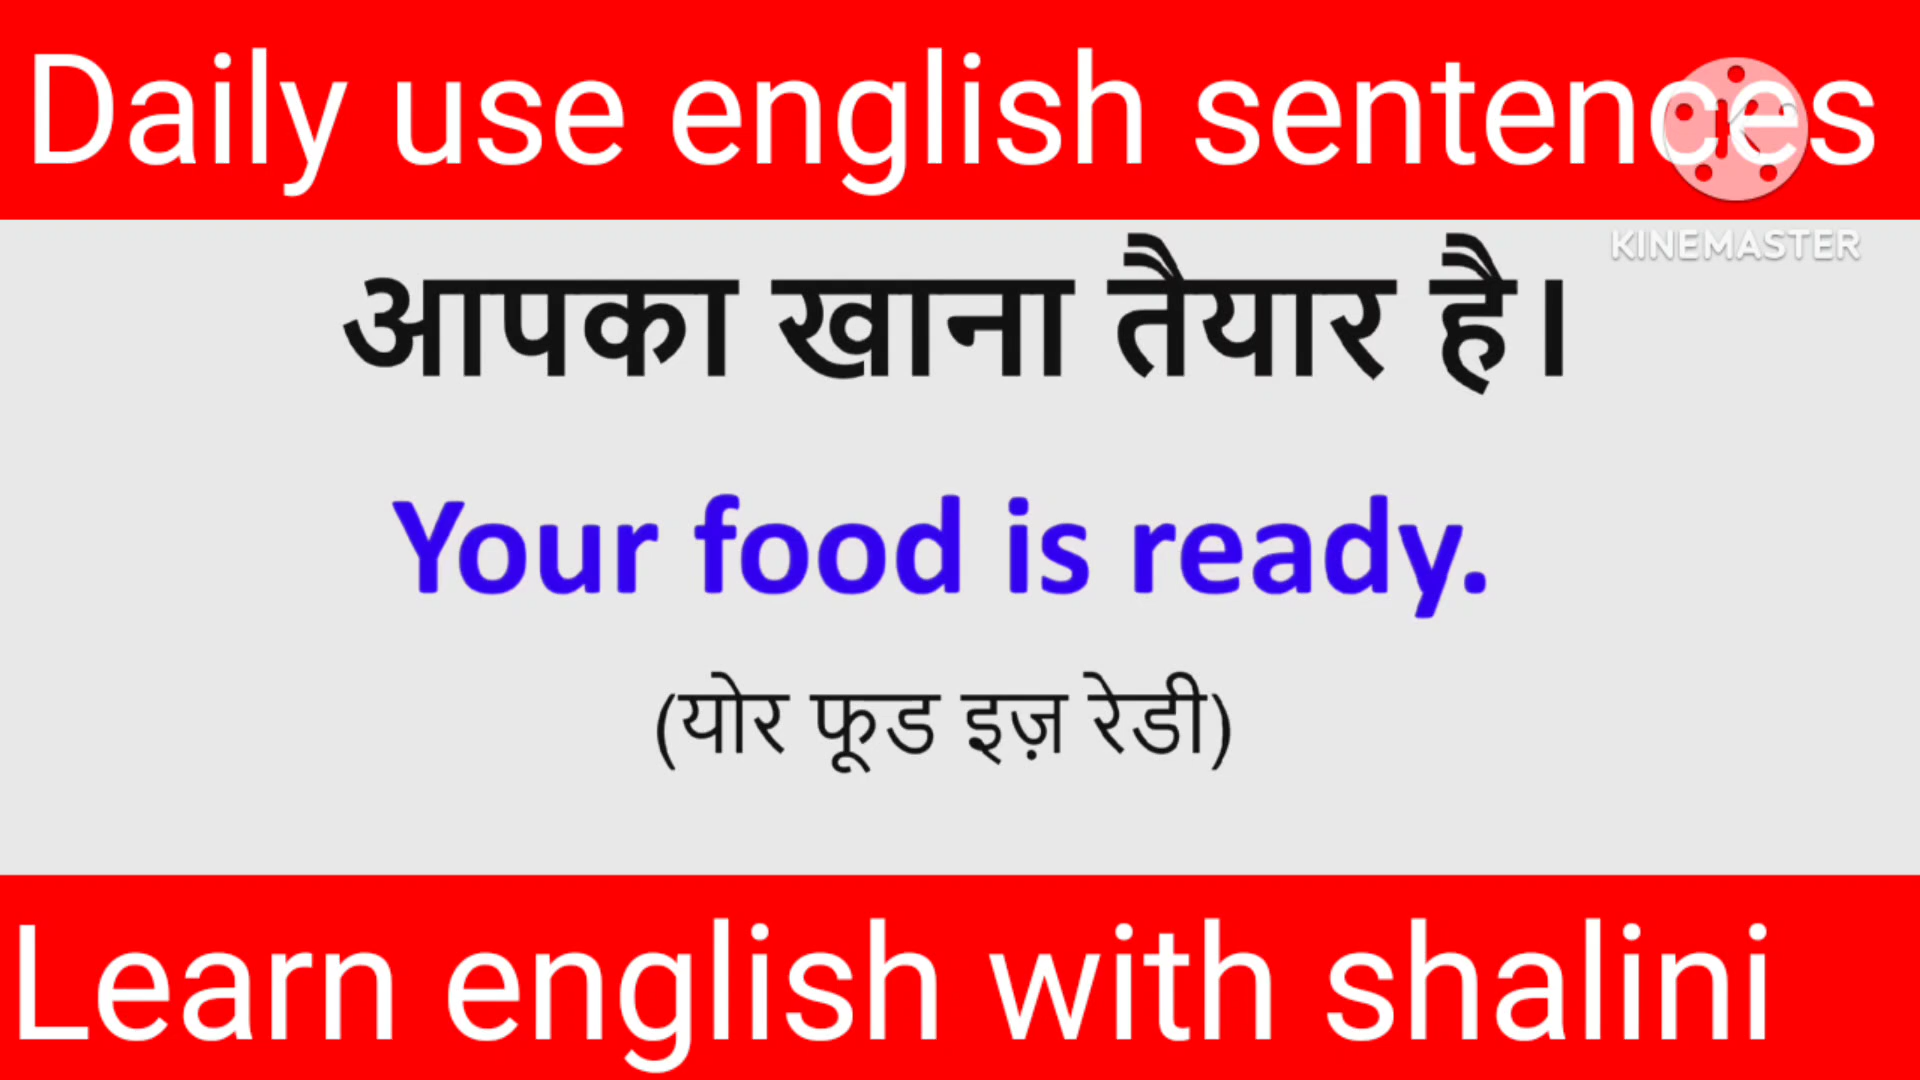 Daily use english sentences
KINEMASTER
आपका खाना तैयार है।
Your food is ready.
(योर फूड इज़ रेडी)
Learn english with shalini